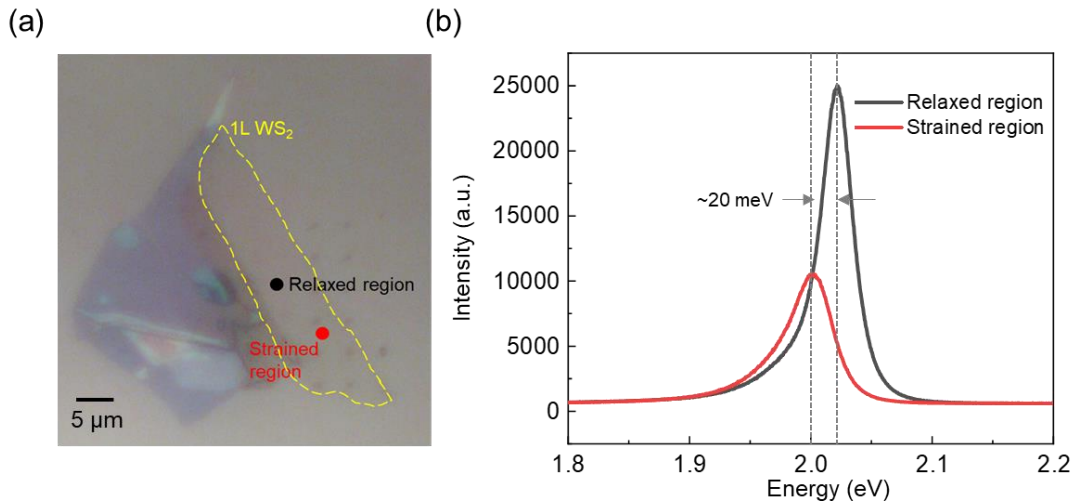 (a)
1L WS₂
Relaxed region
Strained
region
5 μm
(b)
25000
20000
15000
10000
5000
0
Intensity (a.u.)
Relaxed region
Strained region
~20 meV
1.8 1.9 2.0 2.1 2.2
Energy (eV)